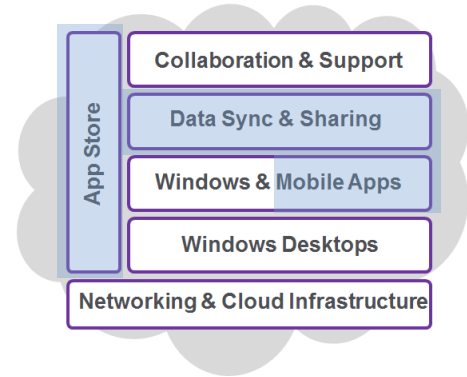 App Store
Collaboration & Support
Data Sync & Sharing
Windows & Mobile Apps
Windows Desktops
Networking & Cloud Infrastructure